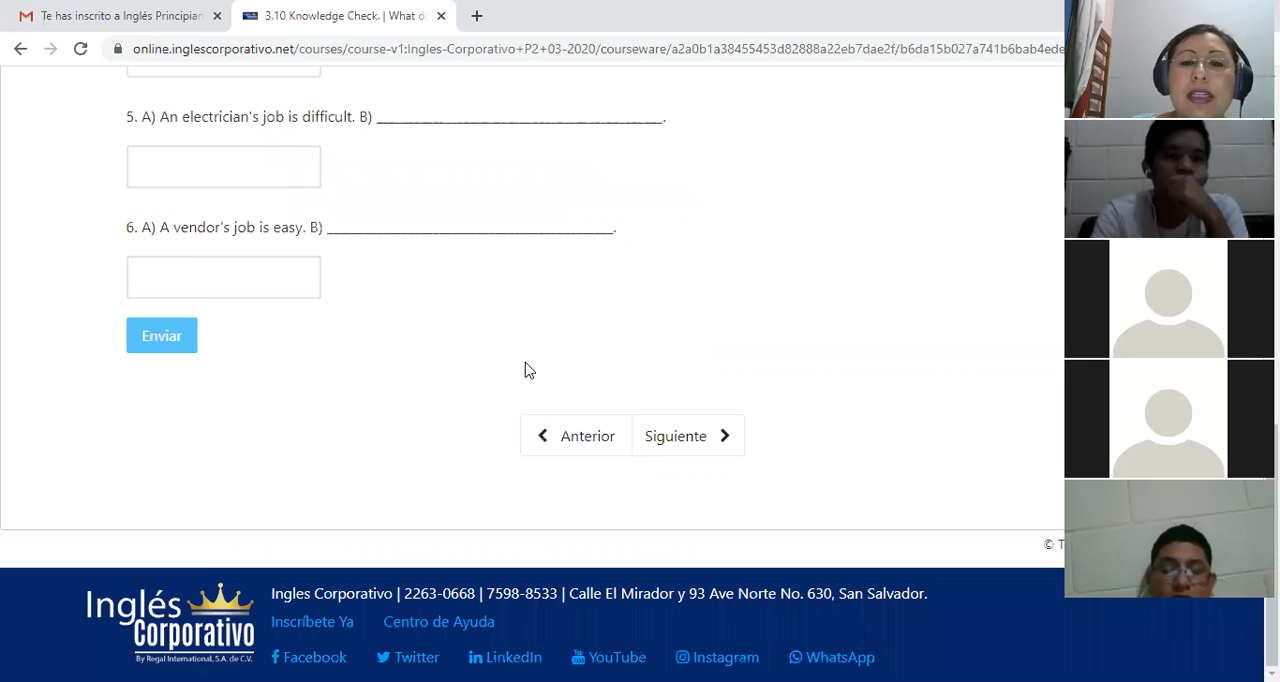 Te has inscrito a Inglés Principian
3.10 Knowledge Check. | What do
online.inglescorporativo.net/courses/course-v1:Ingles-Corporativo+P2+03-2020/courseware/a2a0b1a38455453d82888a22eb7dae2f/b6da15b027a741b6bab4ede
5. A) An electrician's job is difficult. B) ______________________________________.
6. A) A vendor's job is easy. B) ______________________________________.
Enviar
Anterior Siguiente
© T
Inglés Corporativo
By Regal International, S.A. de C.V.
Ingles Corporativo | 2263-0668 | 7598-8533 | Calle El Mirador y 93 Ave Norte No. 630, San Salvador.
Inscríbete Ya Centro de Ayuda
Facebook Twitter LinkedIn YouTube Instagram WhatsApp